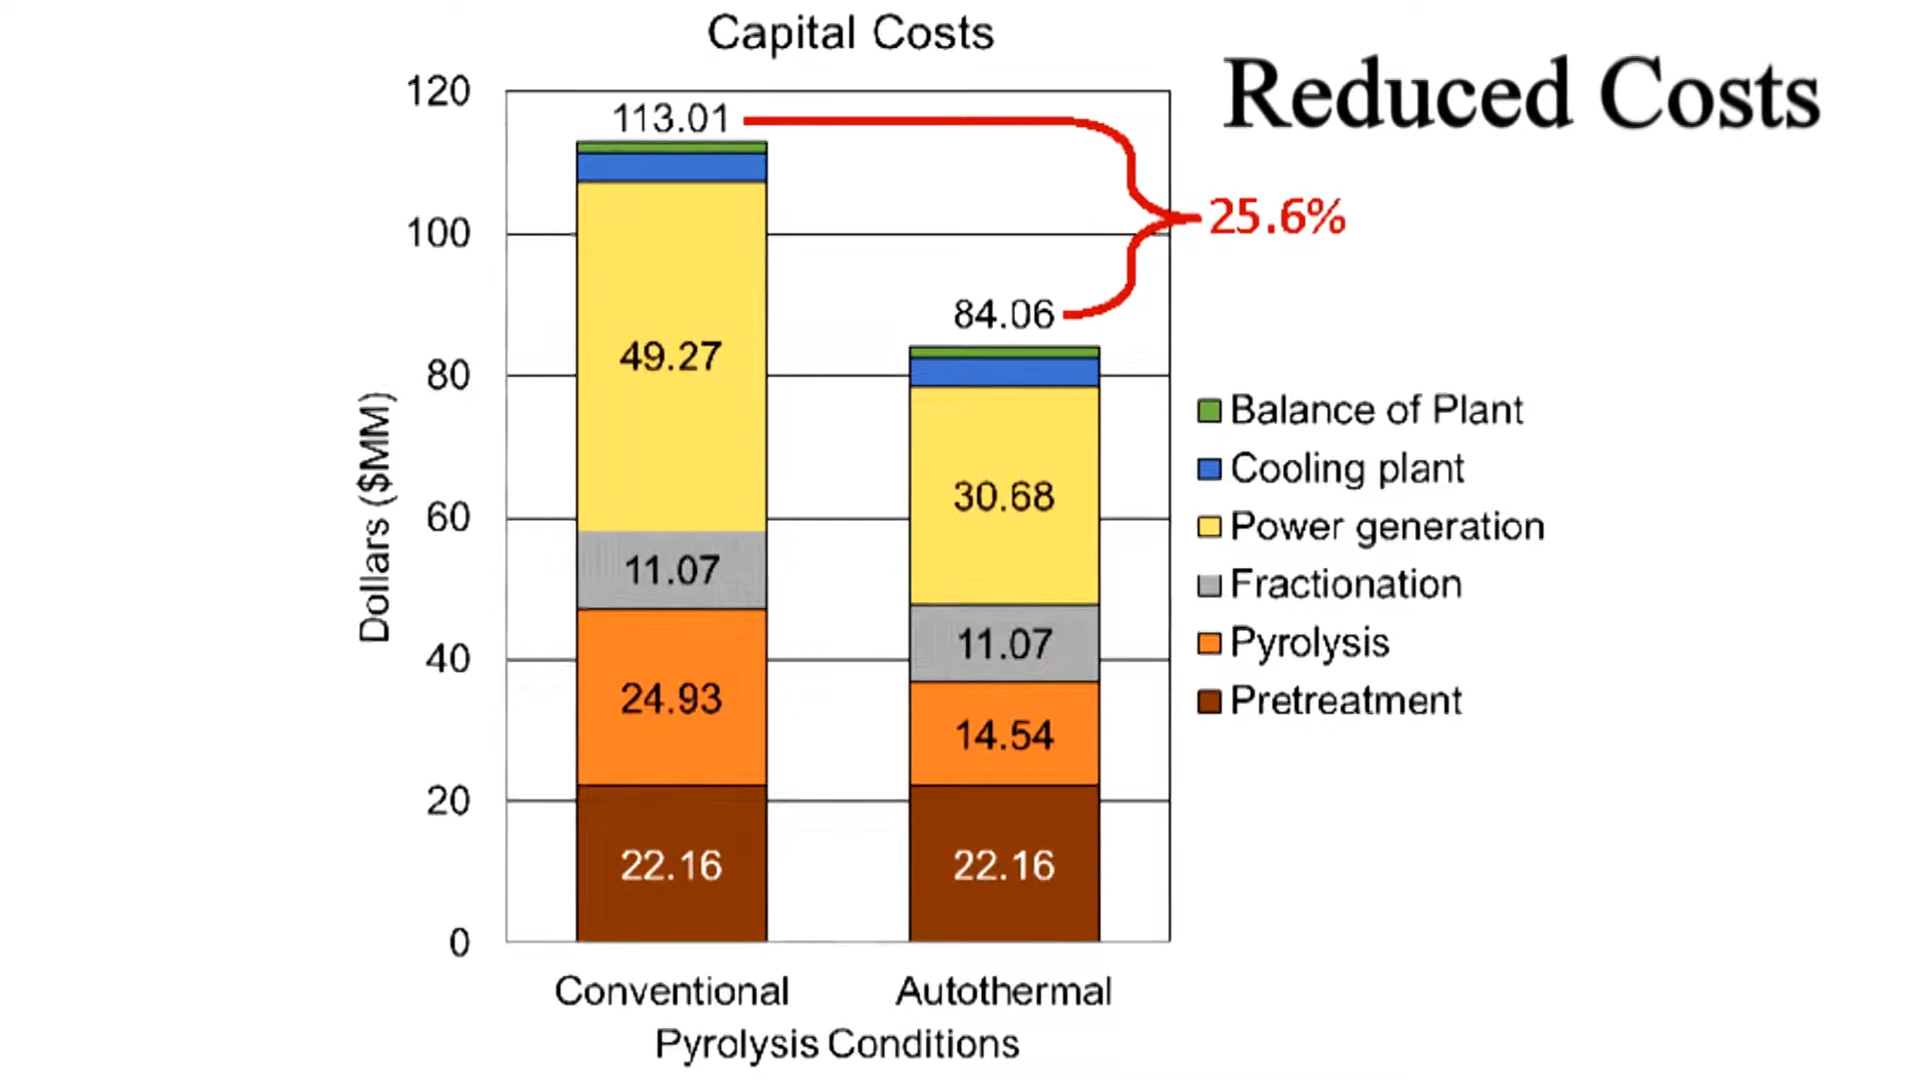 Capital Costs
Reduced Costs
120
113.01
25.6%
100
84.06
80
60
40
20
0
Dollars ($MM)
49.27
11.07
24.93
22.16
30.68
11.07
14.54
22.16
Balance of Plant
Cooling plant
Power generation
Fractionation
Pyrolysis
Pretreatment
Conventional
Autothermal
Pyrolysis Conditions